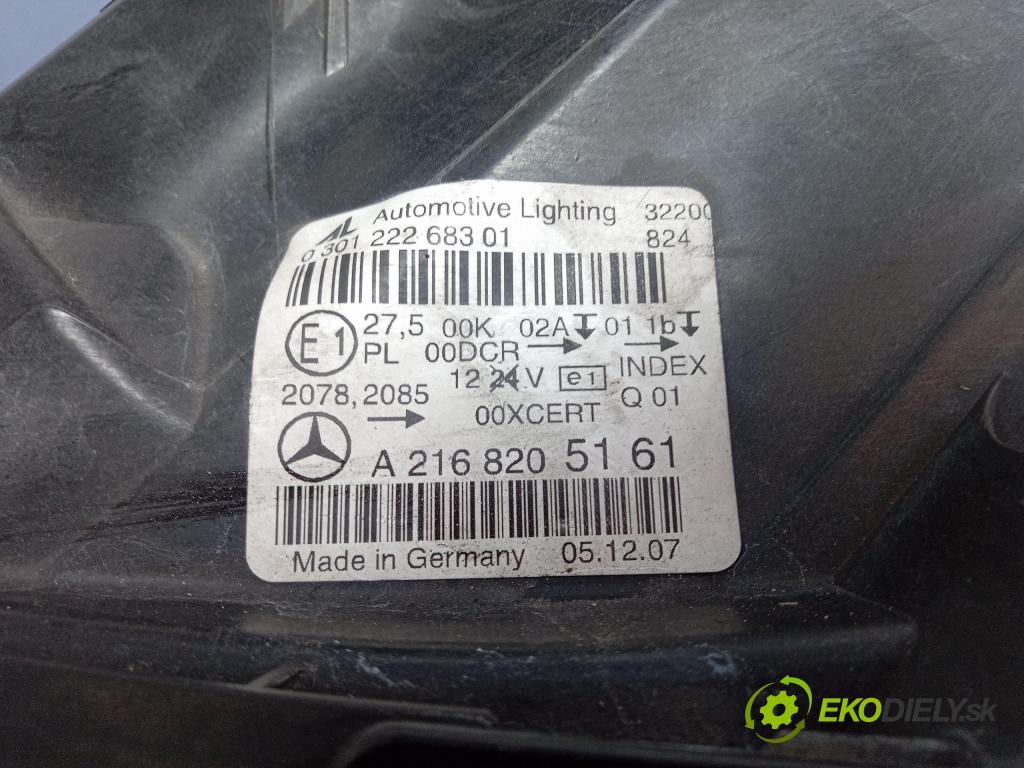 Automotive Lighting 32200
0 301 222 683 01 824
E1 27,5 00K 02A 01 1b
PL 00DCR
12 24 V e1 INDEX
2078, 2085 00XCERT Q 01
A 216 820 51 61
Made in Germany 05.12.07
EKODIELY.sk